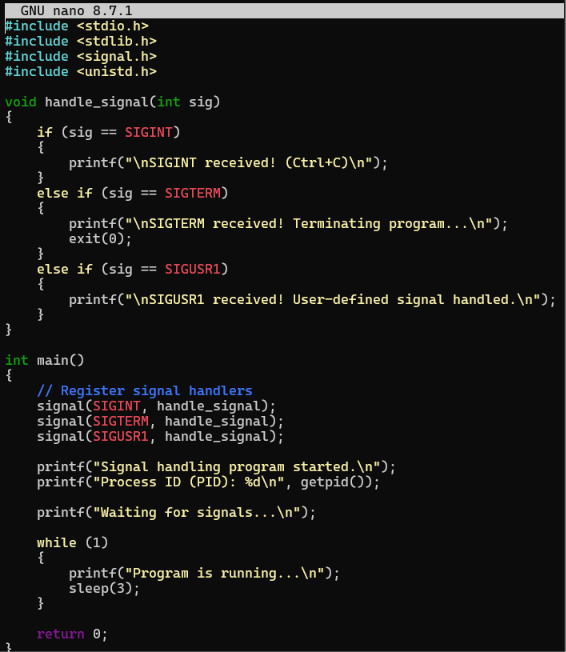 GNU nano 8.7.1
#include <stdio.h>
#include <stdlib.h>
#include <signal.h>
#include <unistd.h>

void handle_signal(int sig)
{
    if (sig == SIGINT)
    {
        printf("\nSIGINT received! (Ctrl+C)\n");
    }
    else if (sig == SIGTERM)
    {
        printf("\nSIGTERM received! Terminating program...\n");
        exit(0);
    }
    else if (sig == SIGUSR1)
    {
        printf("\nSIGUSR1 received! User-defined signal handled.\n");
    }
}

int main()
{
    // Register signal handlers
    signal(SIGINT, handle_signal);
    signal(SIGTERM, handle_signal);
    signal(SIGUSR1, handle_signal);

    printf("Signal handling program started.\n");
    printf("Process ID (PID): %d\n", getpid());

    printf("Waiting for signals...\n");

    while (1)
    {
        printf("Program is running...\n");
        sleep(3);
    }

    return 0;
}